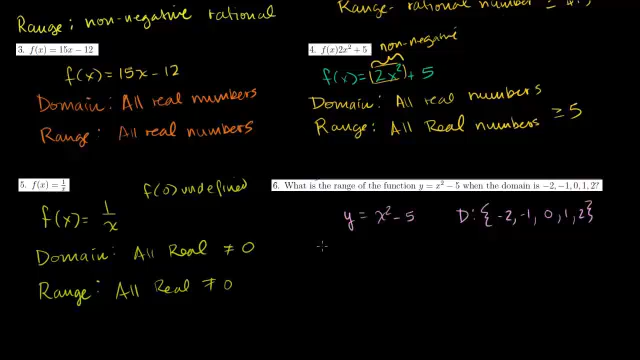 Range: non-negative rational
Range - rational number ≥
3. f(x) = 15x − 12
f(x) = 15x - 12
Domain: All real numbers
Range: All real numbers
4. f(x)2x² + 5
non-negative
f(x) = 2x² + 5
Domain: All real numbers
Range: All Real numbers ≥ 5
5. f(x) = 1/x
f(0) undefined
f(x) = 1/x
Domain: All Real ≠ 0
Range: All Real ≠ 0
6. What is the range of the function y = x² − 5 when the domain is −2, −1, 0, 1, 2?
y = x² - 5 D: {-2, -1, 0, 1, 2}